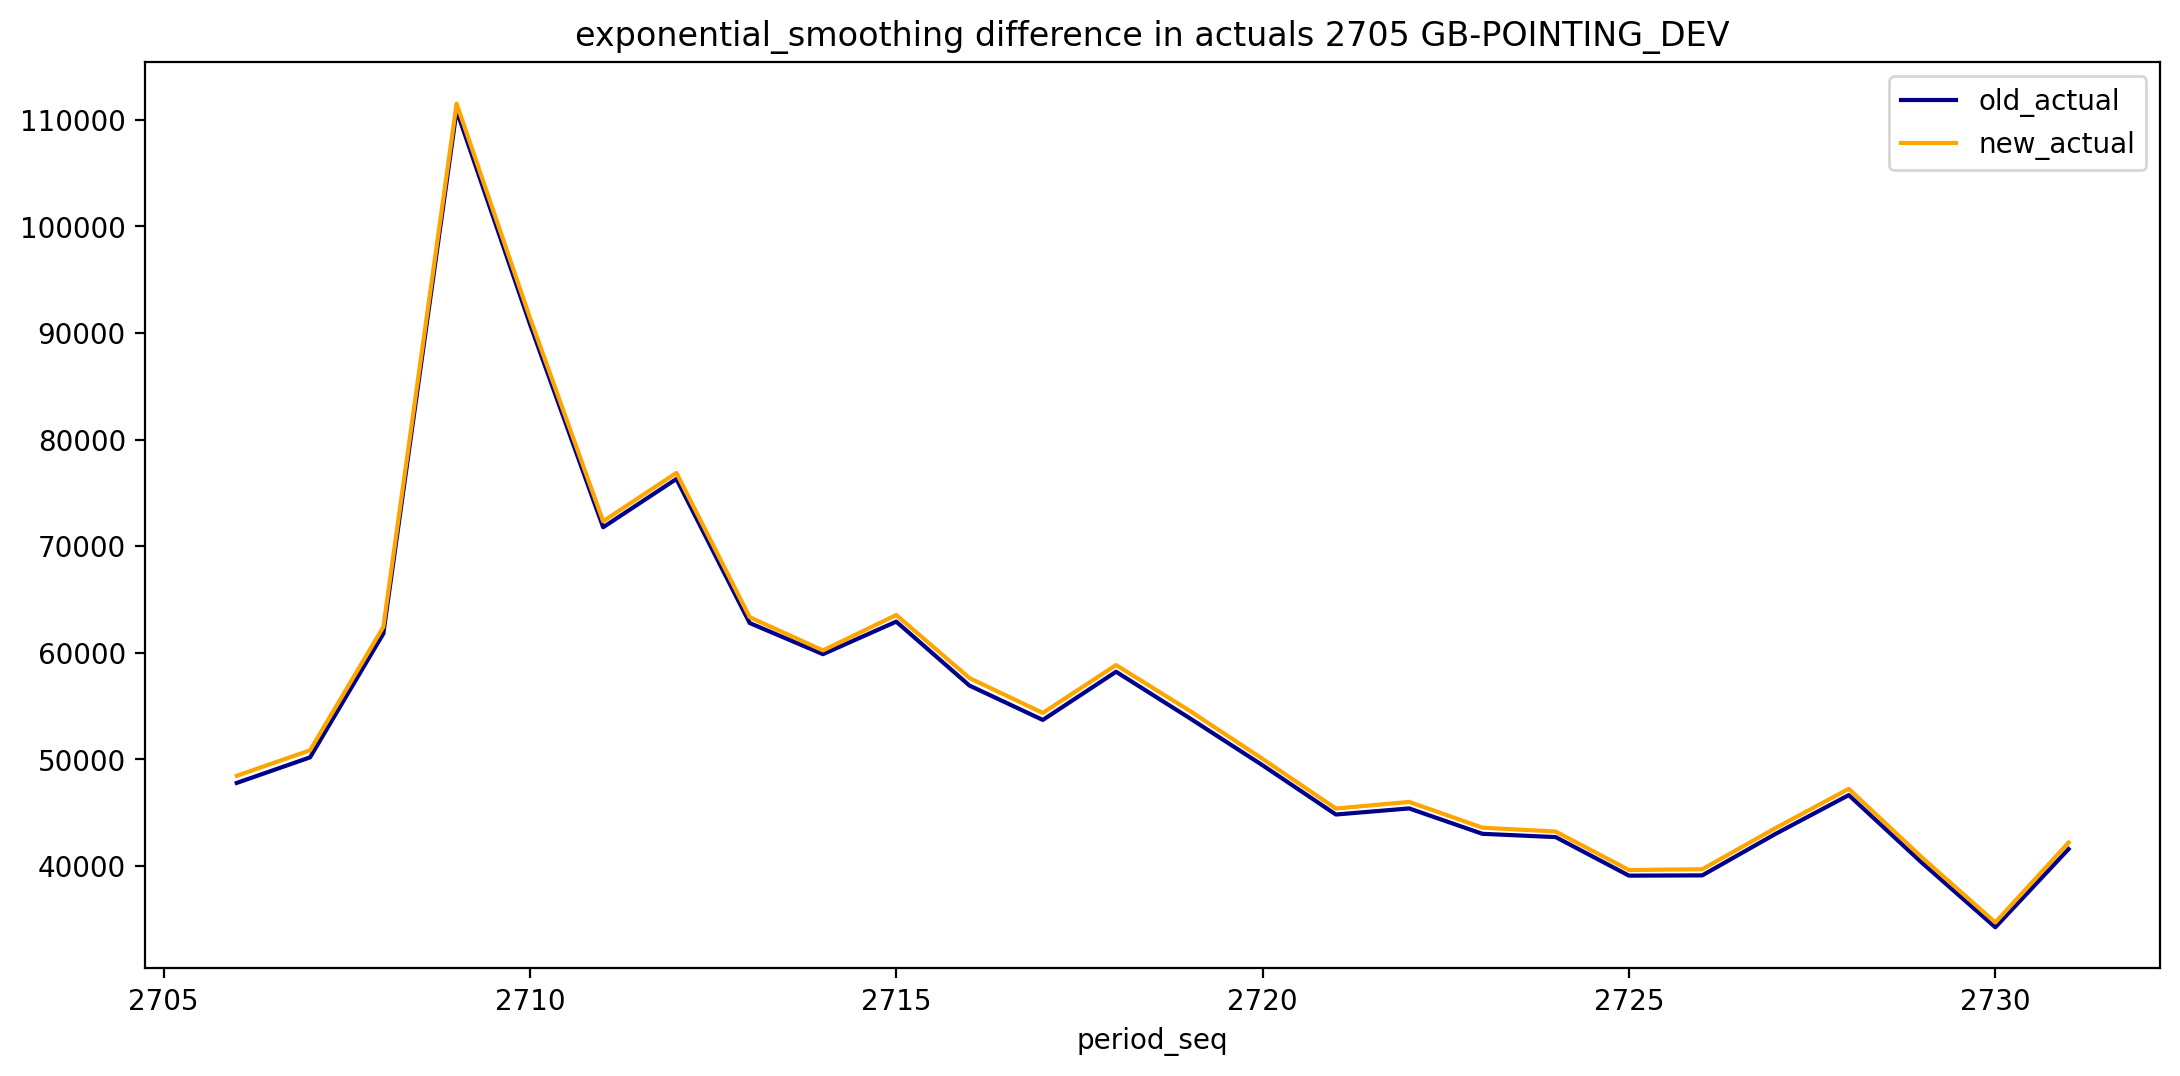 exponential_smoothing difference in actuals 2705 GB-POINTING_DEV
old_actual
new_actual
110000
100000
90000
80000
70000
60000
50000
40000
2705 2710 2715 2720 2725 2730
period_seq